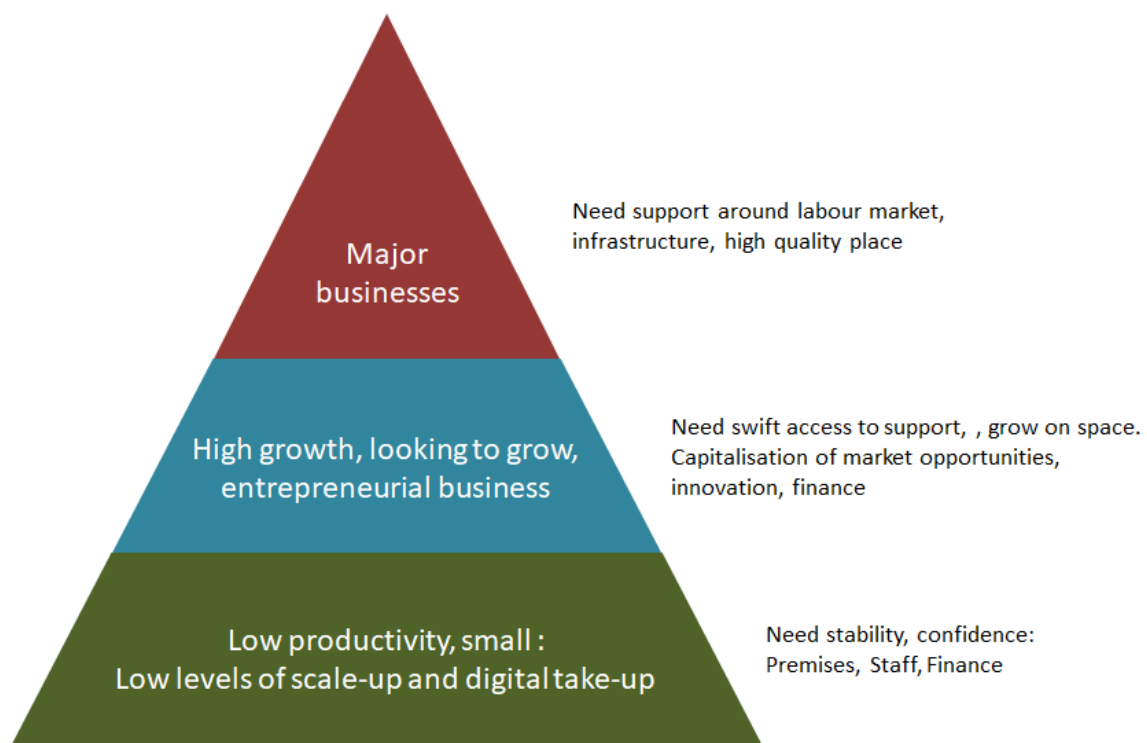 Need support around labour market,
infrastructure, high quality place
Major
businesses
Need swift access to support, , grow on space.
Capitalisation of market opportunities,
innovation, finance
High growth, looking to grow,
entrepreneurial business
Low productivity, small :
Low levels of scale-up and digital take-up
Need stability, confidence:
Premises, Staff, Finance